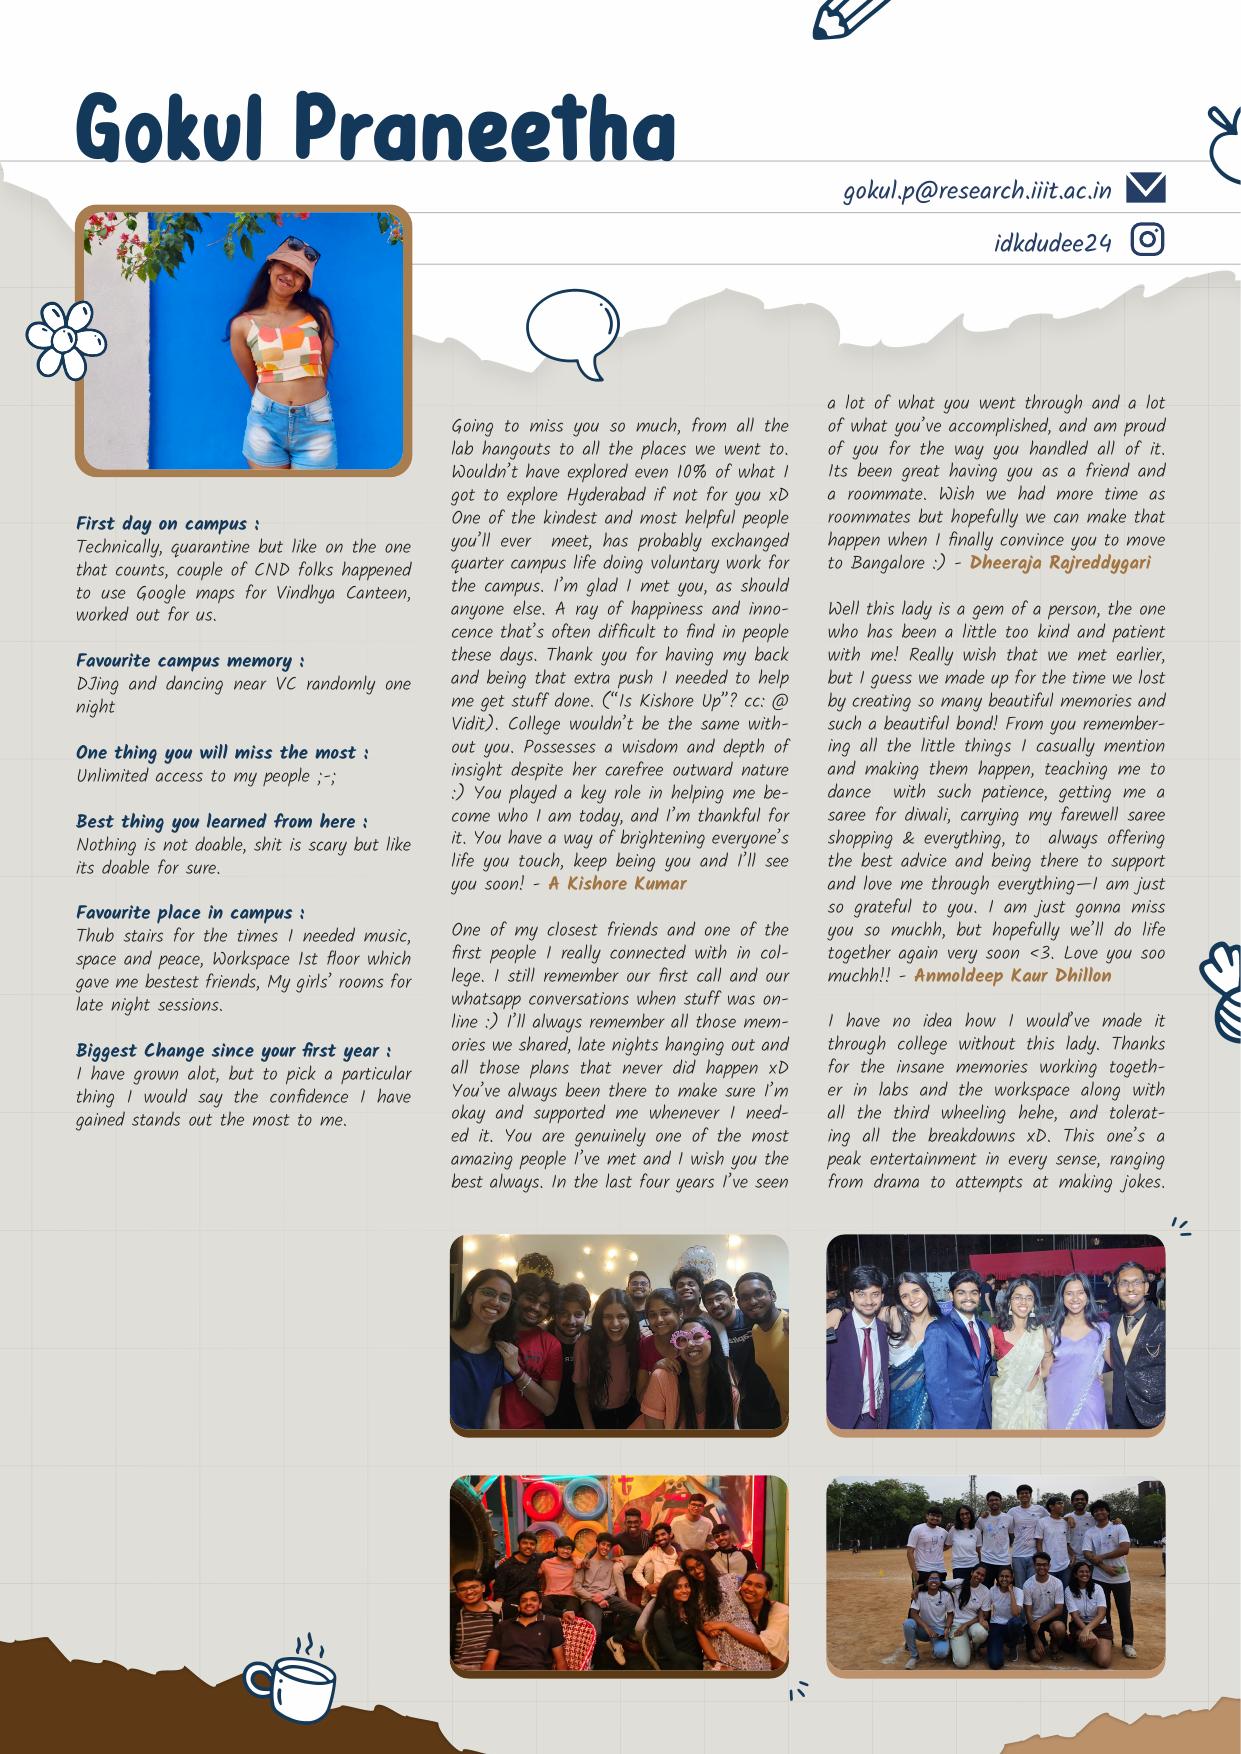 Gokul Praneetha
gokul.p@research.iiit.ac.in
idkdudee24
First day on campus :
Technically, quarantine but like on the one
that counts, couple of CND folks happened
to use Google maps for Vindhya Canteen,
worked out for us.
Favourite campus memory :
DJing and dancing near VC randomly one
night
One thing you will miss the most :
Unlimited access to my people ;-;
Best thing you learned from here :
Nothing is not doable, shit is scary but like
its doable for sure.
Favourite place in campus :
Thub stairs for the times I needed music,
space and peace, Workspace 1st floor which
gave me bestest friends, My girls' rooms for
late night sessions.
Biggest Change since your first year :
I have grown alot, but to pick a particular
thing I would say the confidence I have
gained stands out the most to me.
Going to miss you so much, from all the
lab hangouts to all the places we went to.
Wouldn't have explored even 10% of what I
got to explore Hyderabad if not for you xD
One of the kindest and most helpful people
you'll ever meet, has probably exchanged
quarter campus life doing voluntary work for
the campus. I'm glad I met you, as should
anyone else. A ray of happiness and inno-
cence that's often difficult to find in people
these days. Thank you for having my back
and being that extra push I needed to help
me get stuff done. ("Is Kishore Up"? cc: @
Vidit). College wouldn't be the same with-
out you. Possesses a wisdom and depth of
insight despite her carefree outward nature
:) You played a key role in helping me be-
come who I am today, and I'm thankful for
it. You have a way of brightening everyone's
life you touch, keep being you and I'll see
you soon! - A Kishore Kumar
One of my closest friends and one of the
first people I really connected with in col-
lege. I still remember our first call and our
whatsapp conversations when stuff was on-
line :) I'll always remember all those mem-
ories we shared, late nights hanging out and
all those plans that never did happen xD
You've always been there to make sure I'm
okay and supported me whenever I need-
ed it. You are genuinely one of the most
amazing people I've met and I wish you the
best always. In the last four years I've seen
a lot of what you went through and a lot
of what you've accomplished, and am proud
of you for the way you handled all of it.
Its been great having you as a friend and
a roommate. Wish we had more time as
roommates but hopefully we can make that
happen when I finally convince you to move
to Bangalore :) - Dheeraja Rajreddygari
Well this lady is a gem of a person, the one
who has been a little too kind and patient
with me! Really wish that we met earlier,
but I guess we made up for the time we lost
by creating so many beautiful memories and
such a beautiful bond! From you remember-
ing all the little things I casually mention
and making them happen, teaching me to
dance with such patience, getting me a
saree for diwali, carrying my farewell saree
shopping & everything, to always offering
the best advice and being there to support
and love me through everything—I am just
so grateful to you. I am just gonna miss
you so muchh, but hopefully we'll do life
together again very soon <3. Love you soo
muchh!! - Anmoldeep Kaur Dhillon
I have no idea how I would've made it
through college without this lady. Thanks
for the insane memories working togeth-
er in labs and the workspace along with
all the third wheeling hehe, and tolerat-
ing all the breakdowns xD. This one's a
peak entertainment in every sense, ranging
from drama to attempts at making jokes.